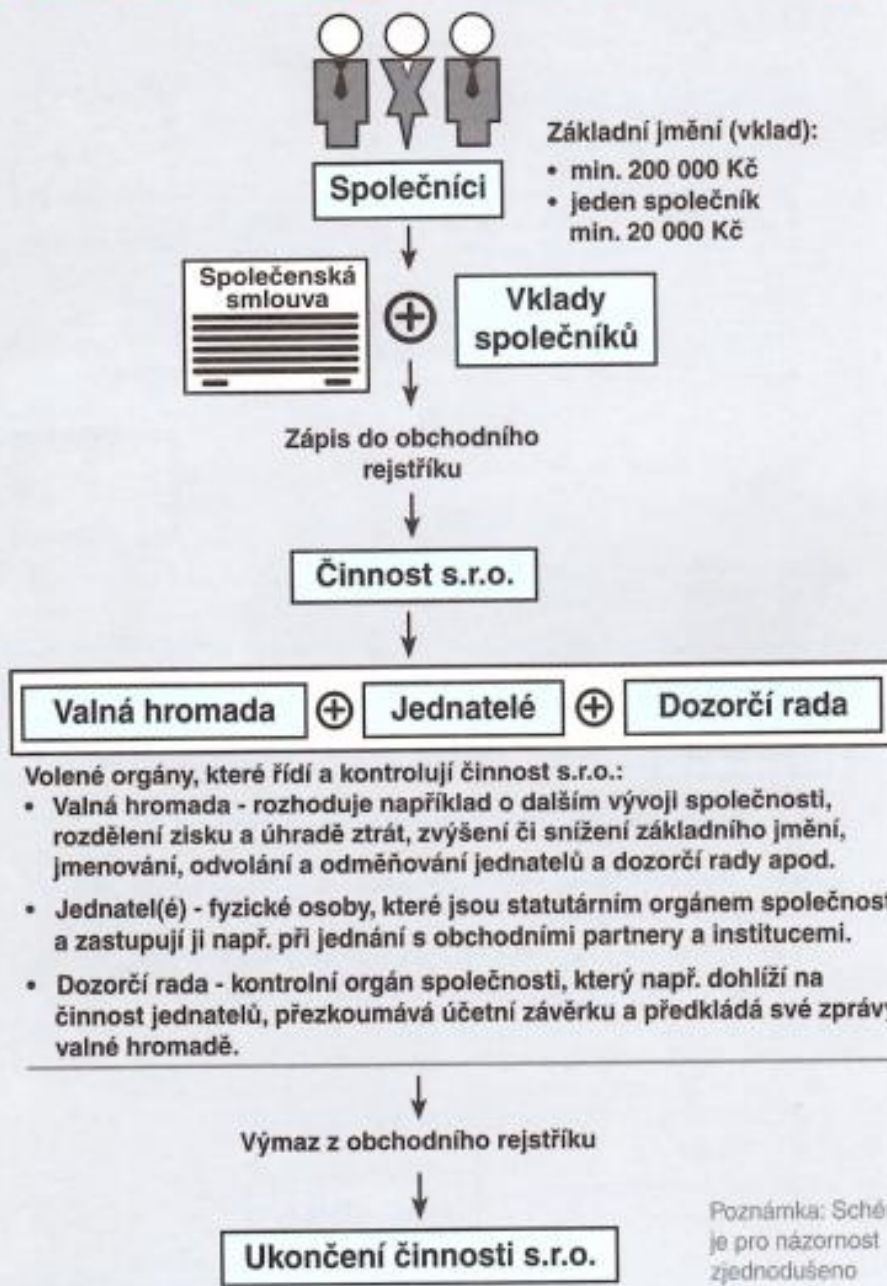 Společníci
Základní jmění (vklad):
• min. 200 000 Kč
• jeden společník
min. 20 000 Kč
Společenská
smlouva
Vklady
společníků
Zápis do obchodního
rejstříku
Činnost s.r.o.
Valná hromada
Jednatelé
Dozorčí rada
Volené orgány, které řídí a kontrolují činnost s.r.o.:
• Valná hromada - rozhoduje například o dalším vývoji společnosti,
rozdělení zisku a úhradě ztrát, zvýšení či snížení základního jmění,
jmenování, odvolání a odměňování jednatelů a dozorčí rady apod.
• Jednatel(é) - fyzické osoby, které jsou statutárním orgánem společnost
a zastupují ji např. při jednání s obchodními partnery a institucemi.
• Dozorčí rada - kontrolní orgán společnosti, který např. dohlíží na
činnost jednatelů, přezkoumává účetní závěrku a předkládá své zprávy
valné hromadě.
Výmaz z obchodního rejstříku
Ukončení činnosti s.r.o.
Poznámka: Sché
je pro názornost
zjednodušeno